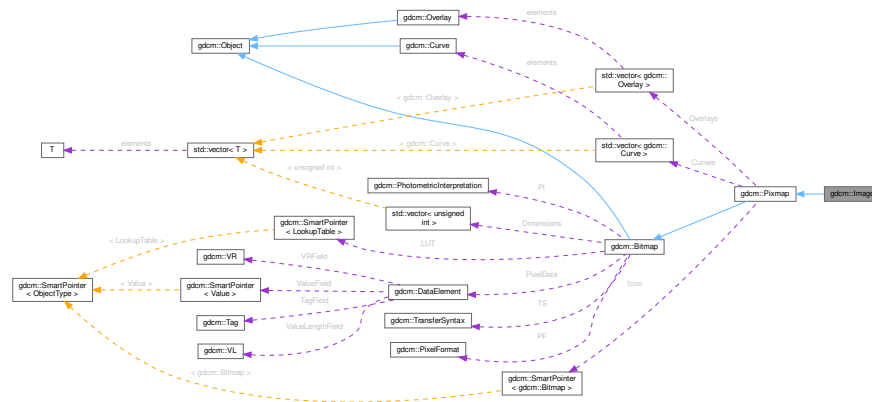 gdcm::Overlay
elements
gdcm::Object
gdcm::Curve
elements
std::vector< gdcm::
Overlay >
< gdcm::Overlay >
Overlays
T
elements
std::vector< T >
< gdcm::Curve >
std::vector< gdcm::
Curve >
Curves
< unsigned int >
gdcm::PhotometricInterpretation
PI
gdcm::Pixmap
gdcm::Image
gdcm::SmartPointer
< LookupTable >
std::vector< unsigned
int >
Dimensions
< LookupTable >
LUT
gdcm::Bitmap
gdcm::VR
VRField
PixelData
Icon
gdcm::SmartPointer
< ObjectType >
< Value >
gdcm::SmartPointer
< Value >
ValueField
gdcm::DataElement
TagField
TS
gdcm::Tag
ValueLengthField
gdcm::TransferSyntax
PF
gdcm::VL
gdcm::PixelFormat
< gdcm::Bitmap >
gdcm::SmartPointer
< gdcm::Bitmap >